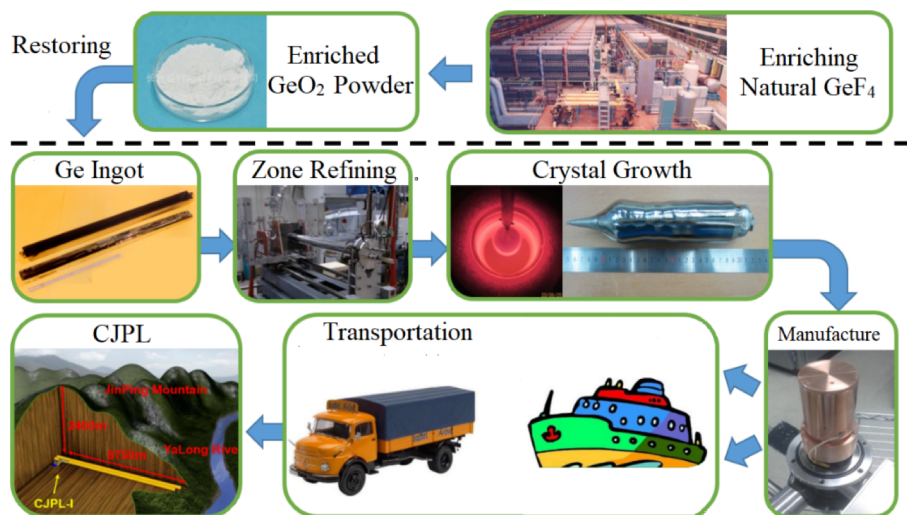 Restoring
Enriched
GeO₂ Powder
Enriching
Natural GeF₄
Ge Ingot
Zone Refining
Crystal Growth
CJPL
Transportation
Manufacture
JinPing Mountain
2400m
YaLong River
CJPL-I